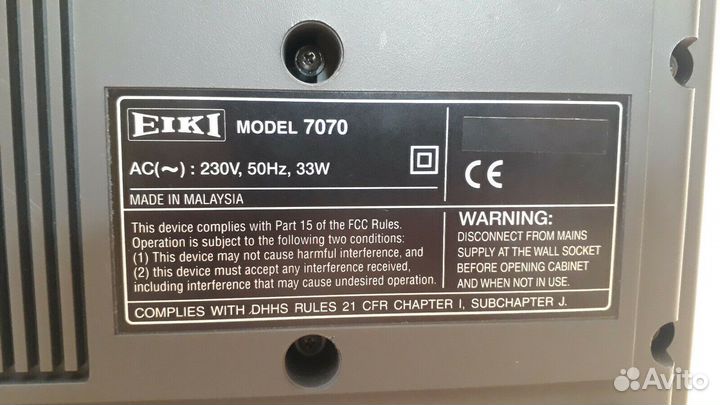 EIKI MODEL 7070
AC(~) : 230V, 50Hz, 33W
MADE IN MALAYSIA
This device complies with Part 15 of the FCC Rules.
Operation is subject to the following two conditions:
(1) This device may not cause harmful interference, and
(2) this device must accept any interference received,
including interference that may cause undesired operation.
CE
WARNING:
DISCONNECT FROM MAINS
SUPPLY AT THE WALL SOCKET
BEFORE OPENING CABINET
AND WHEN NOT IN USE.
COMPLIES WITH DHHS RULES 21 CFR CHAPTER I, SUBCHAPTER J.
Avito